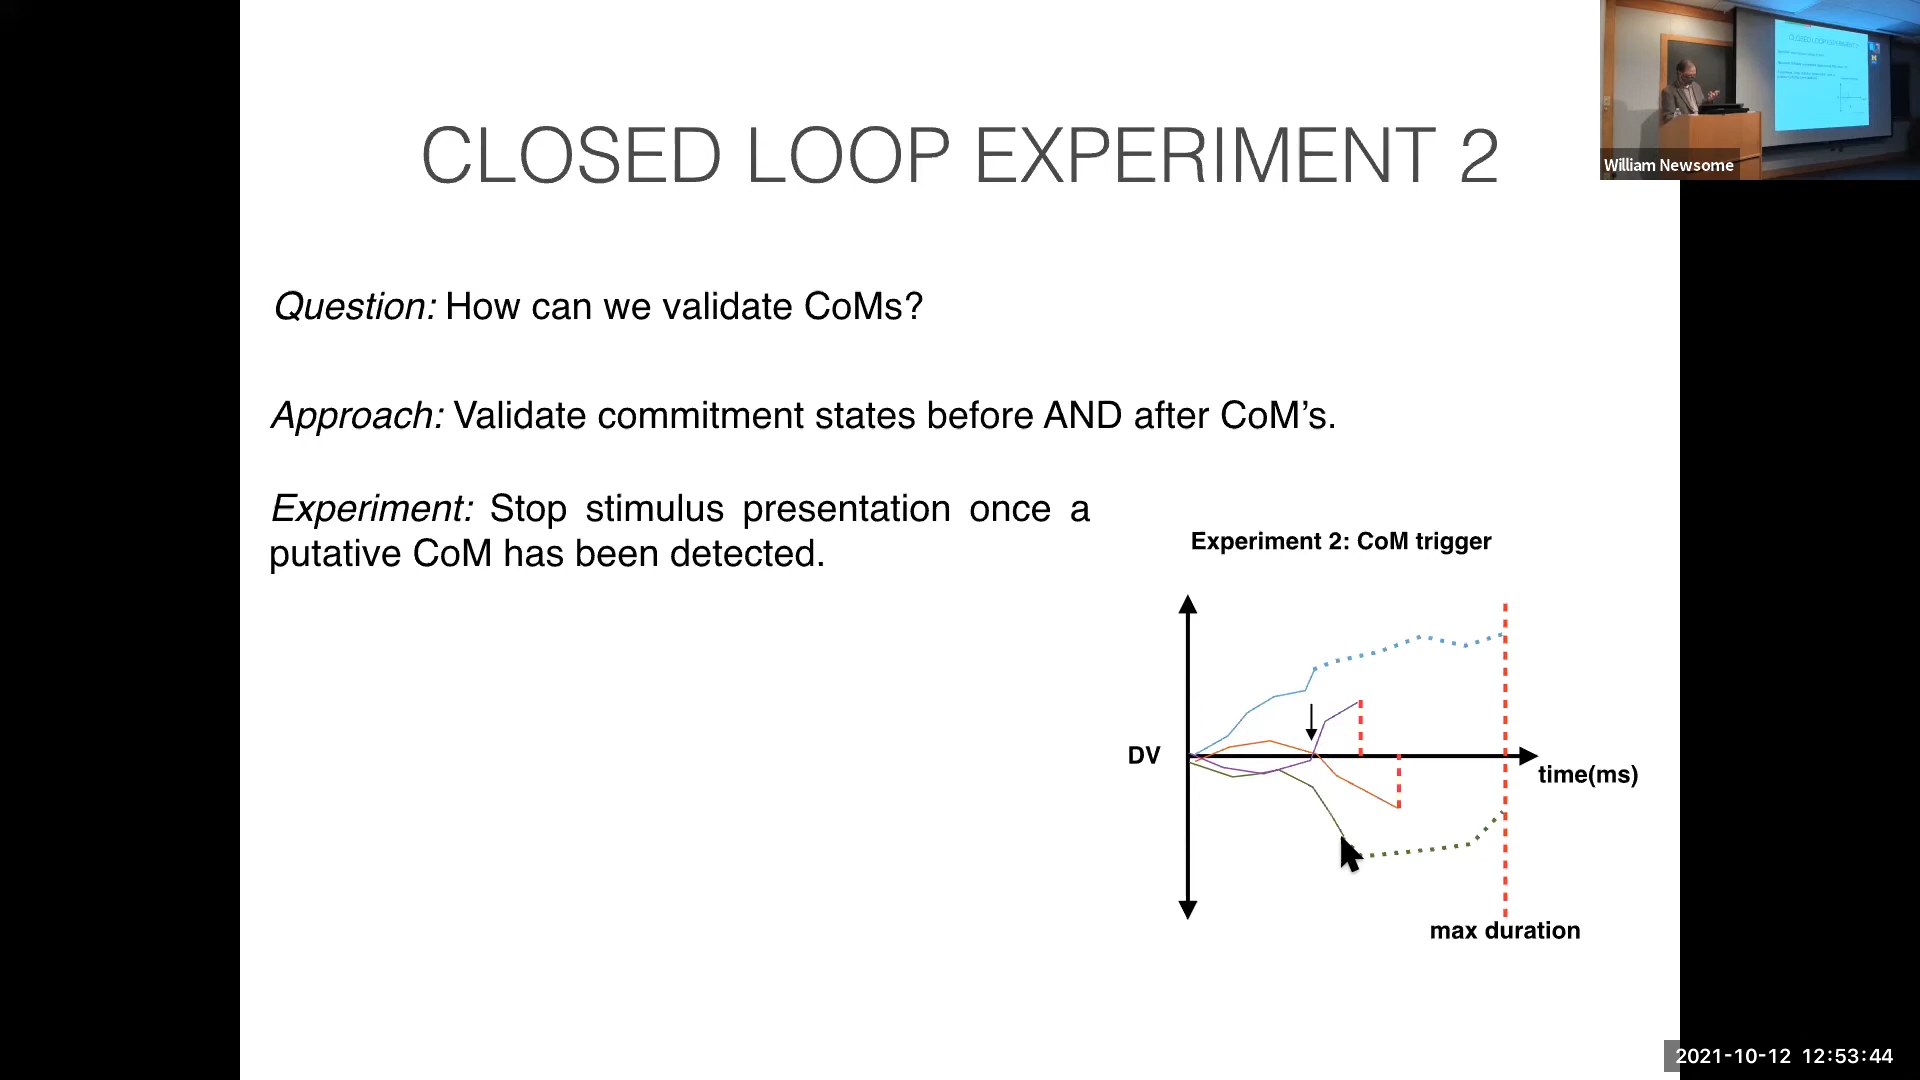 CLOSED LOOP EXPERIMENT 2
William Newsome
Question: How can we validate CoMs?
Approach: Validate commitment states before AND after CoM’s.
Experiment: Stop stimulus presentation once a
putative CoM has been detected.
Experiment 2: CoM trigger
DV
time(ms)
max duration
2021-10-12 12:53:44